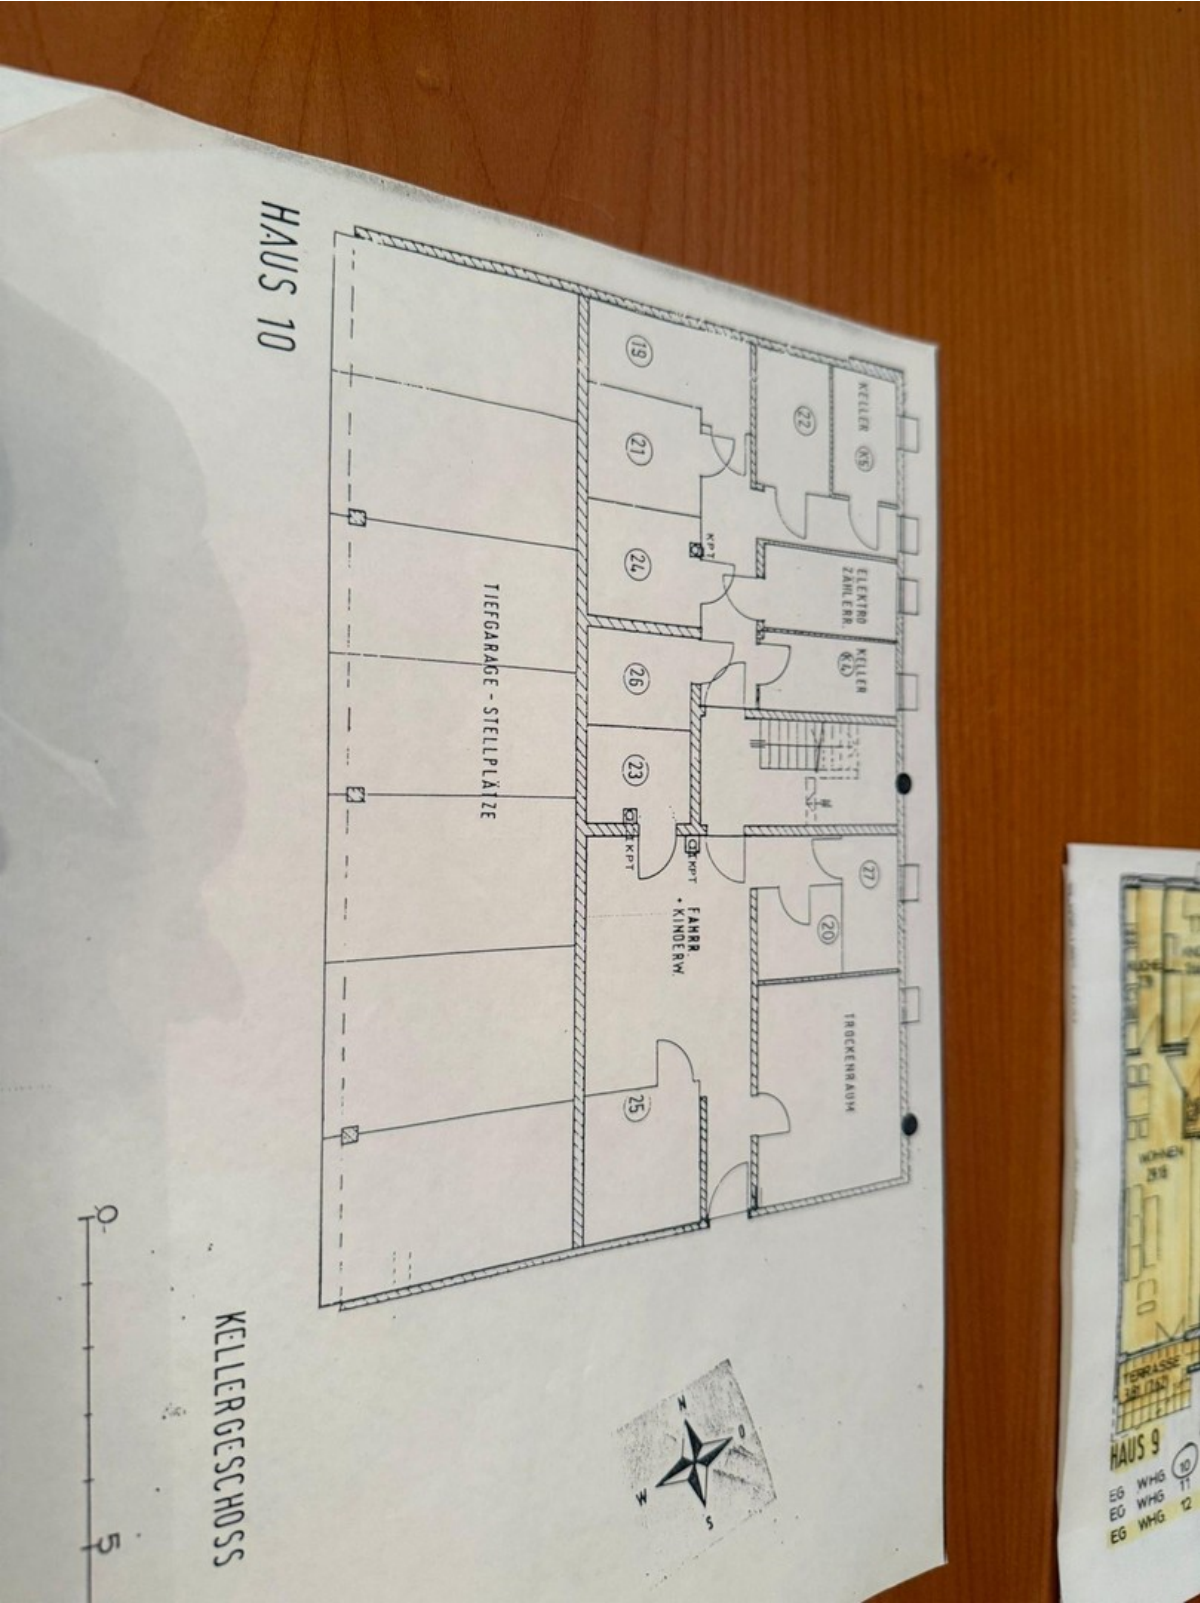 KELLER K5
22
19
21
24
KPT
ELEKTRO
ZÄHLERR.
KELLER
K4
26
23
KPT
KPT
27
20
FAHRR.
+ KINDERW.
TROCKENRAUM
25
TIEFGARAGE - STELLPLÄTZE
HAUS 10
KELLERGESCHOSS
N
O
W
S
0
5
WOHNEN
TERRASSE
HAUS 9
EG WHG. 10
EG WHG. 11
EG WHG. 12